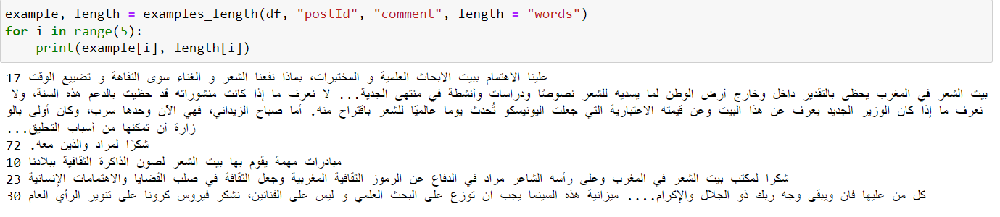 example, length = examples_length(df, "postId", "comment", length = "words")
for i in range(5):
    print(example[i], length[i])
علينا الاهتمام ببيت الابحاث العلمية و المختبرات، بماذا نفعنا الشعر و الغناء سوى التفاهة و تضييع الوقت 17
بيت الشعر في المغرب يحظى بالتقدير داخل وخارج أرض الوطن لما يسديه للشعر نصوصًا ودراسات وأنشطة في منتهى الجدية... لا نعرف ما إذا كانت منشوراته قد حظيت بالدعم هذه السنة، ولا
نعرف ما إذا كان الوزير الجديد يعرف عن هذا البيت وعن قيمته الاعتبارية التي جعلت اليونيسكو تُحدث يوما عالميّا للشعر باقتراح منه. أما صباح الزيداني، فهي الآن وحدها سرب، وكان أولى بالو
زارة أن تمكنها من أسباب التحليق...
شكرًا لمراد والذين معه. 72
مبادرات مهمة يقوم بها بيت الشعر لصون الذاكرة الثقافية ببلادنا 10
شكرا لمكتب بيت الشعر في المغرب وعلى رأسه الشاعر مراد في الدفاع عن الرموز الثقافية المغربية وجعل الثقافة في صلب القضايا والاهتمامات الإنسانية 23
كل من عليها فان ويبقى وجه ربك ذو الجلال والإكرام.... ميزانية هذه السينما يجب ان توزع على البحث العلمي و ليس على الفنانين، نشكر فيروس كرونا على تنوير الرأي العام 30